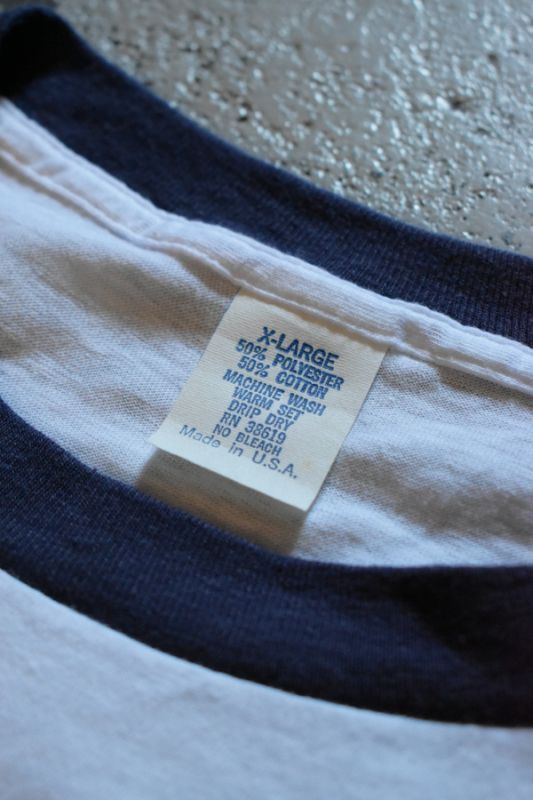 X-LARGE
50% POLYESTER
50% COTTON
MACHINE WASH
WARM SET
DRIP DRY
RN 38619
NO BLEACH
Made in U.S.A.